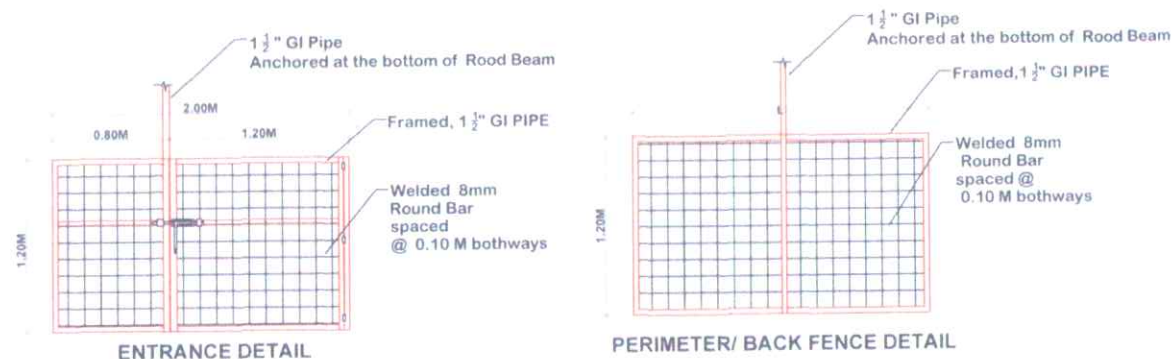 1 1/2" GI Pipe
Anchored at the bottom of Rood Beam
2.00M
0.80M
1.20M
Framed, 1 1/2" GI PIPE
Welded 8mm
Round Bar
spaced
@ 0.10 M bothways
1.20M
ENTRANCE DETAIL
1 1/2" GI Pipe
Anchored at the bottom of Rood Beam
Framed,1 1/2" GI PIPE
Welded 8mm
Round Bar
spaced @
0.10 M bothways
1.20M
PERIMETER/ BACK FENCE DETAIL